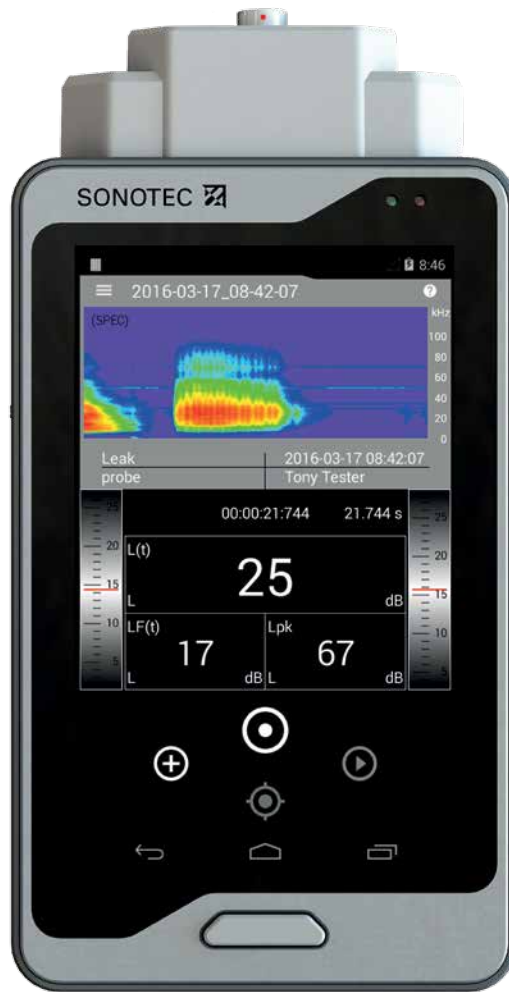 SONOTEC
8:46
2016-03-17_08-42-07 ?
(SPEC) kHz
100
80
60
40
20
0
Leak 2016-03-17 08:42:07
probe Tony Tester
00:00:21:744 21.744 s
25 25
20 20
15 15
10 10
5 5
L(t)
25
L dB
LF(t) Lpk
17 67
L dB L dB